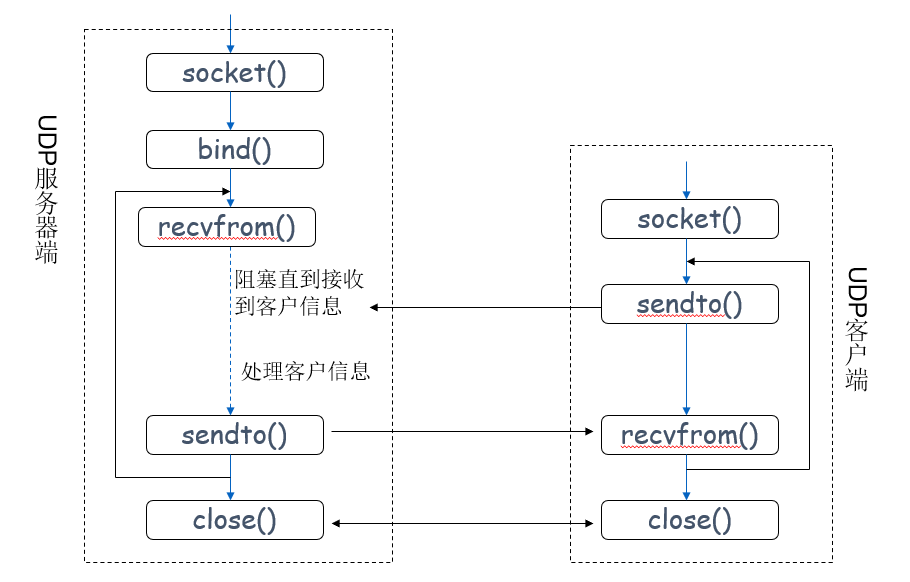 UDP服务器端
socket()
bind()
recvfrom()
阻塞直到接收
到客户信息
处理客户信息
sendto()
close()
socket()
sendto()
recvfrom()
close()
UDP客户端